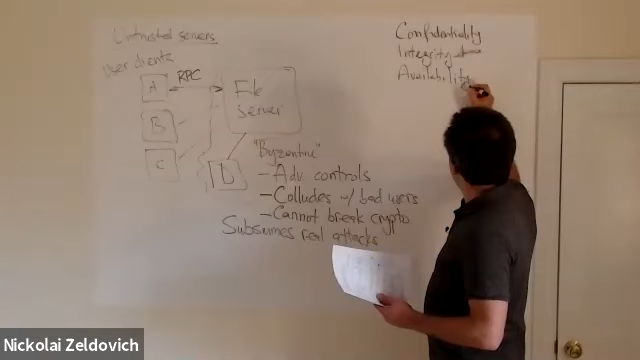 Untrusted servers
User clients
A
RPC
File
server
B
C
D
"Byzantine"
- Adv controls
- Colludes w/ bad users
- Cannot break crypto
Subsumes real attacks
Confidentiality
Integrity ←
Availability
Nickolai Zeldovich